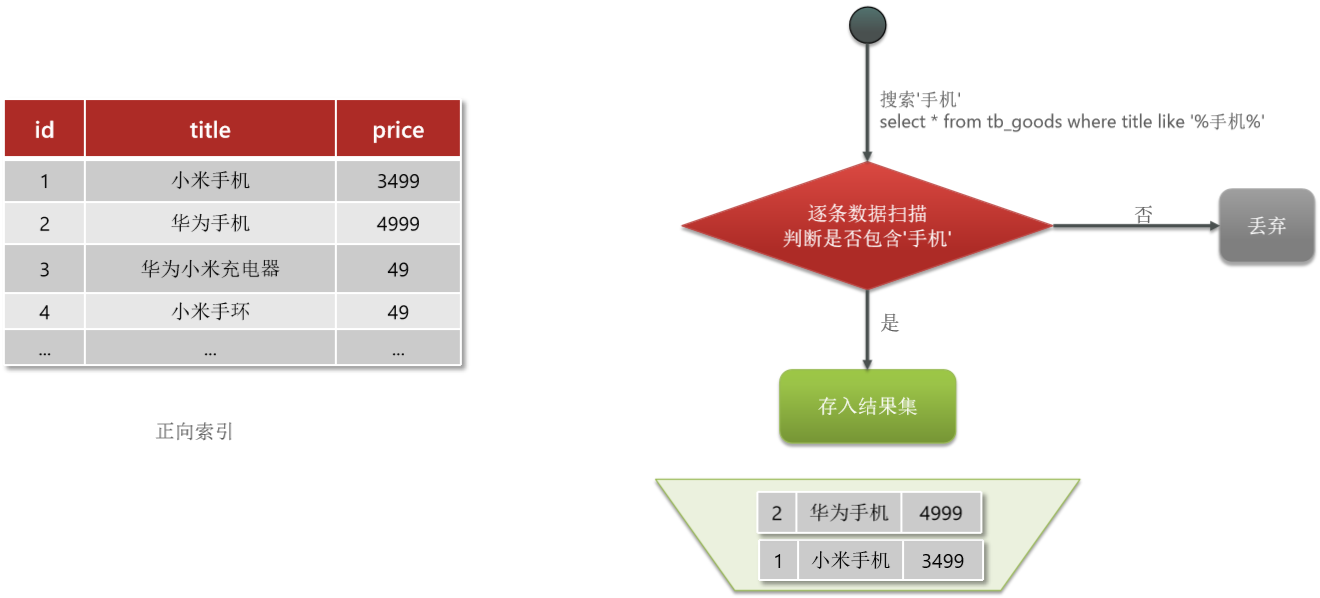 id title price
1 小米手机 3499
2 华为手机 4999
3 华为小米充电器 49
4 小米手环 49
... ... ...
正向索引
搜索'手机'
select * from tb_goods where title like '%手机%'
逐条数据扫描
判断是否包含'手机'
否
丢弃
是
存入结果集
2 华为手机 4999
1 小米手机 3499